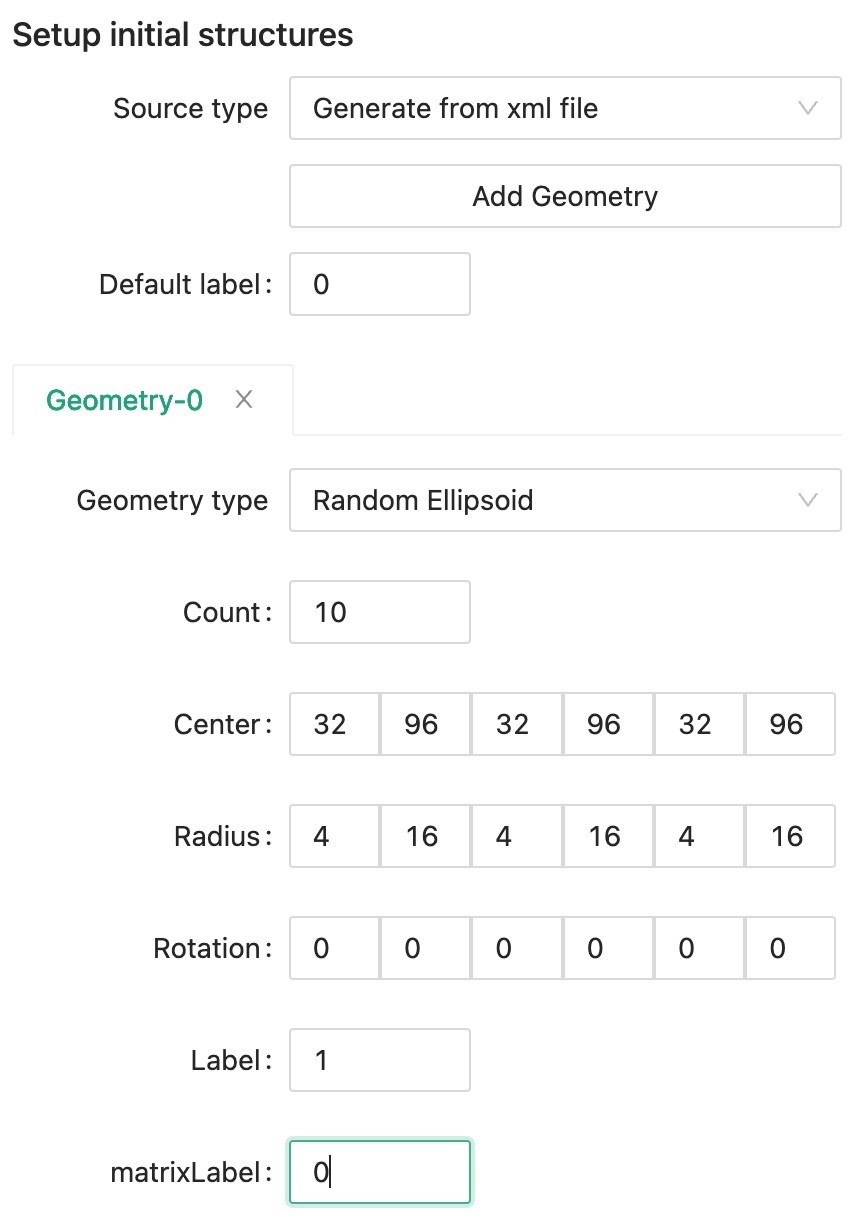 Setup initial structures
Source type Generate from xml file
Add Geometry
Default label: 0
Geometry-0
Geometry type Random Ellipsoid
Count: 10
Center: 32 96 32 96 32 96
Radius: 4 16 4 16 4 16
Rotation: 0 0 0 0 0 0
Label: 1
matrixLabel: 0